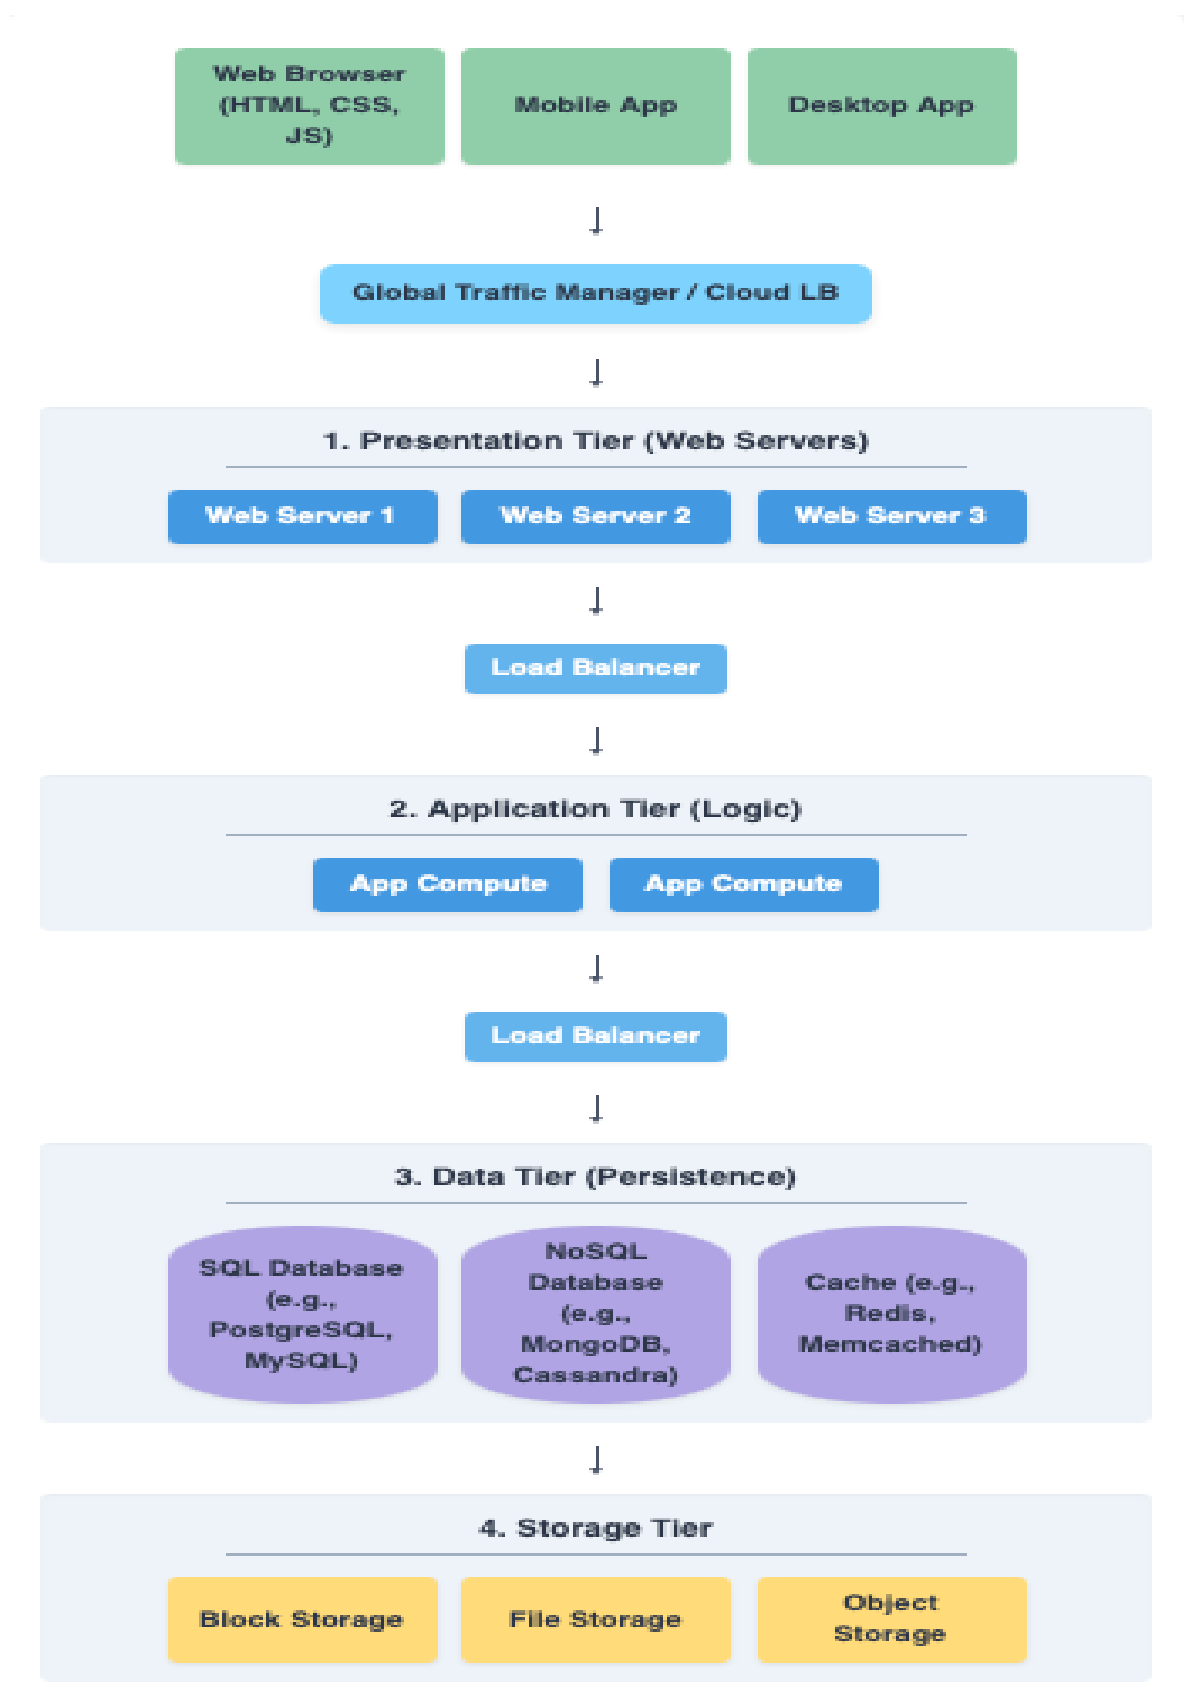 Web Browser
(HTML, CSS,
JS)
Mobile App
Desktop App
Global Traffic Manager / Cloud LB
1. Presentation Tier (Web Servers)
Web Server 1
Web Server 2
Web Server 3
Load Balancer
2. Application Tier (Logic)
App Compute
App Compute
Load Balancer
3. Data Tier (Persistence)
SQL Database
(e.g.,
PostgreSQL,
MySQL)
NoSQL
Database
(e.g.,
MongoDB,
Cassandra)
Cache (e.g.,
Redis,
Memcached)
4. Storage Tier
Block Storage
File Storage
Object
Storage